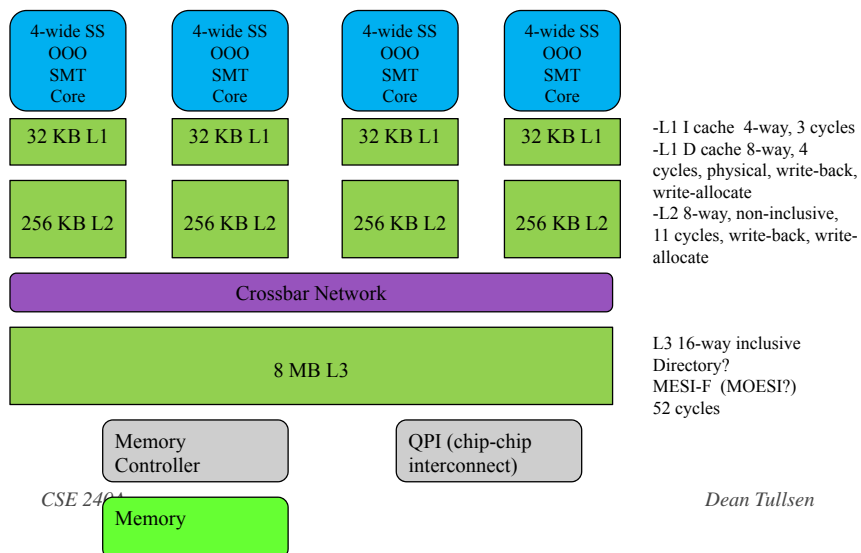 4-wide SS
OOO
SMT
Core
4-wide SS
OOO
SMT
Core
4-wide SS
OOO
SMT
Core
4-wide SS
OOO
SMT
Core
32 KB L1
32 KB L1
32 KB L1
32 KB L1
-L1 I cache 4-way, 3 cycles
-L1 D cache 8-way, 4
cycles, physical, write-back,
write-allocate
-L2 8-way, non-inclusive,
11 cycles, write-back, write-
allocate
256 KB L2
256 KB L2
256 KB L2
256 KB L2
Crossbar Network
8 MB L3
L3 16-way inclusive
Directory?
MESI-F (MOESI?)
52 cycles
Memory
Controller
QPI (chip-chip
interconnect)
CSE 240A
Dean Tullsen
Memory